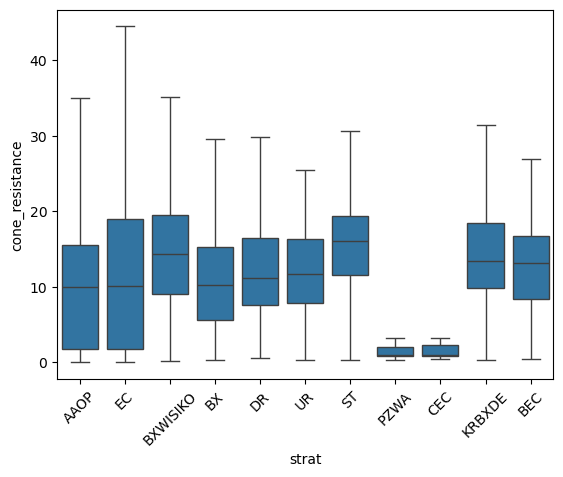 40
30
20
10
0
cone_resistance
AAOP
EC
BXWISIKO
BX
DR
UR
ST
PZWA
CEC
KRBXDE
BEC
strat